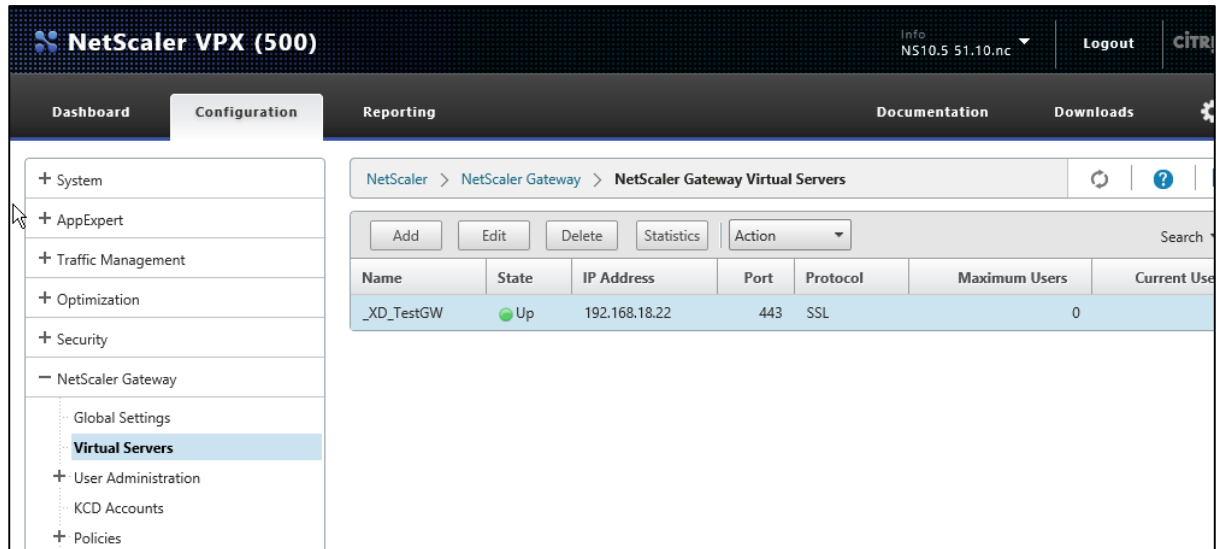 NetScaler VPX (500)
Info
NS10.5 51.10.nc
Logout
Dashboard
Configuration
Reporting
Documentation
Downloads
+ System
+ AppExpert
+ Traffic Management
+ Optimization
+ Security
− NetScaler Gateway
Global Settings
Virtual Servers
+ User Administration
KCD Accounts
+ Policies
NetScaler > NetScaler Gateway > NetScaler Gateway Virtual Servers
Add Edit Delete Statistics Action Search
Name State IP Address Port Protocol Maximum Users Current Use
_XD_TestGW Up 192.168.18.22 443 SSL 0